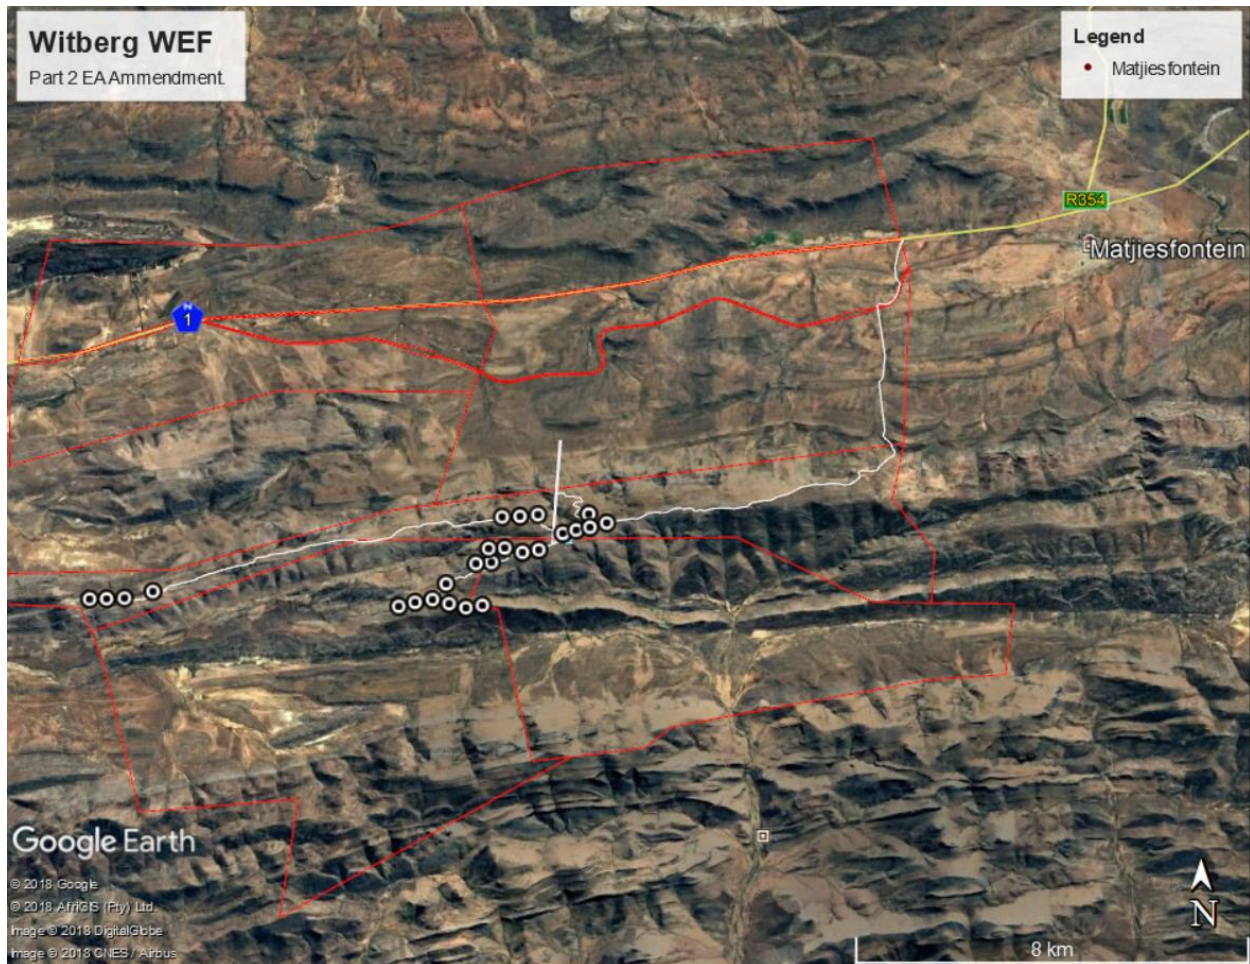 Witberg WEF
Part 2 EA Ammendment.
Legend
Matjiesfontein
R354
Matjiesfontein
N
1
Google Earth
© 2018 Google
© 2018 AfriGIS (Pty) Ltd.
Image © 2018 DigitalGlobe
Image © 2018 CNES / Airbus
N
8 km